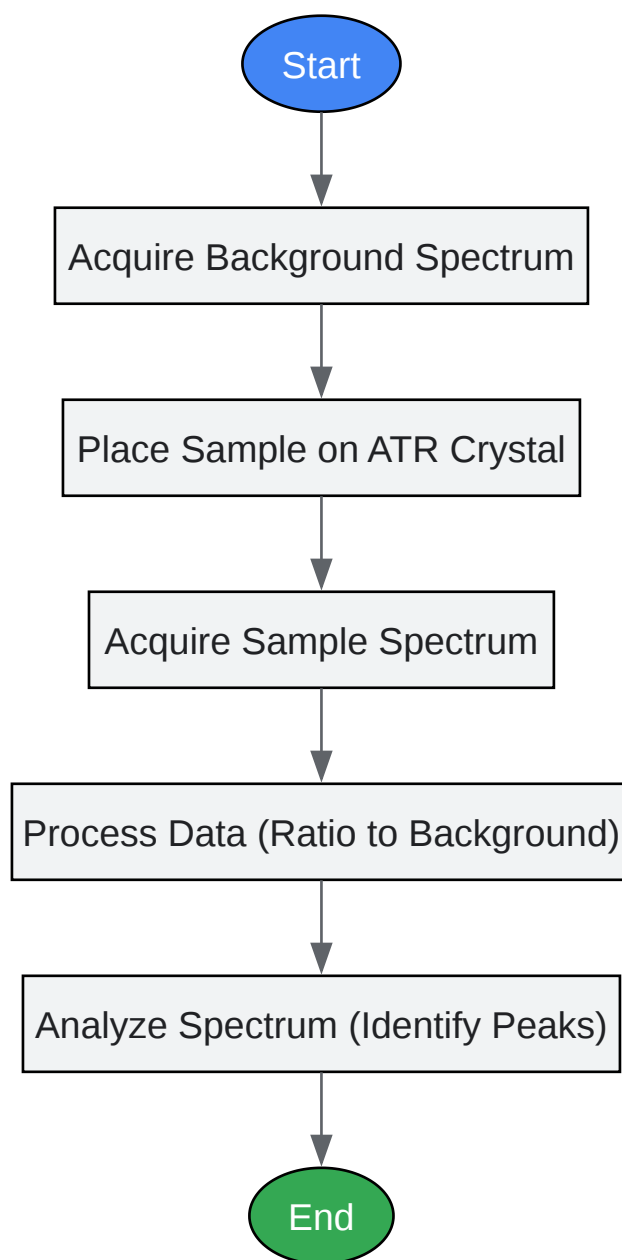 Start
Acquire Background Spectrum
Place Sample on ATR Crystal
Acquire Sample Spectrum
Process Data (Ratio to Background)
Analyze Spectrum (Identify Peaks)
End